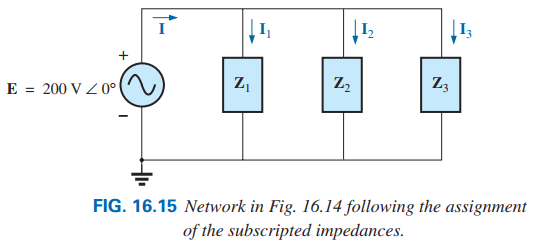 I
I₁
I₂
I₃
+
E = 200 V ∠ 0°
Z₁
Z₂
Z₃
–
FIG. 16.15 Network in Fig. 16.14 following the assignment
of the subscripted impedances.